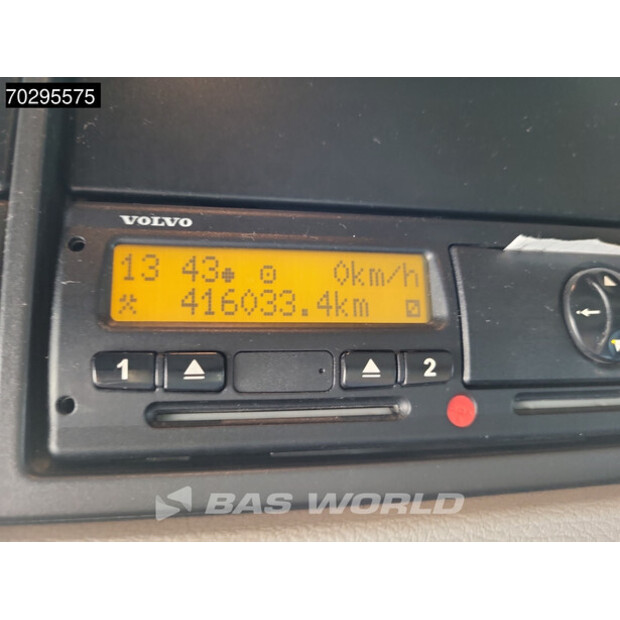 70295575
VOLVO
13 43 0km/h
416033.4km
1 2
BAS WORLD